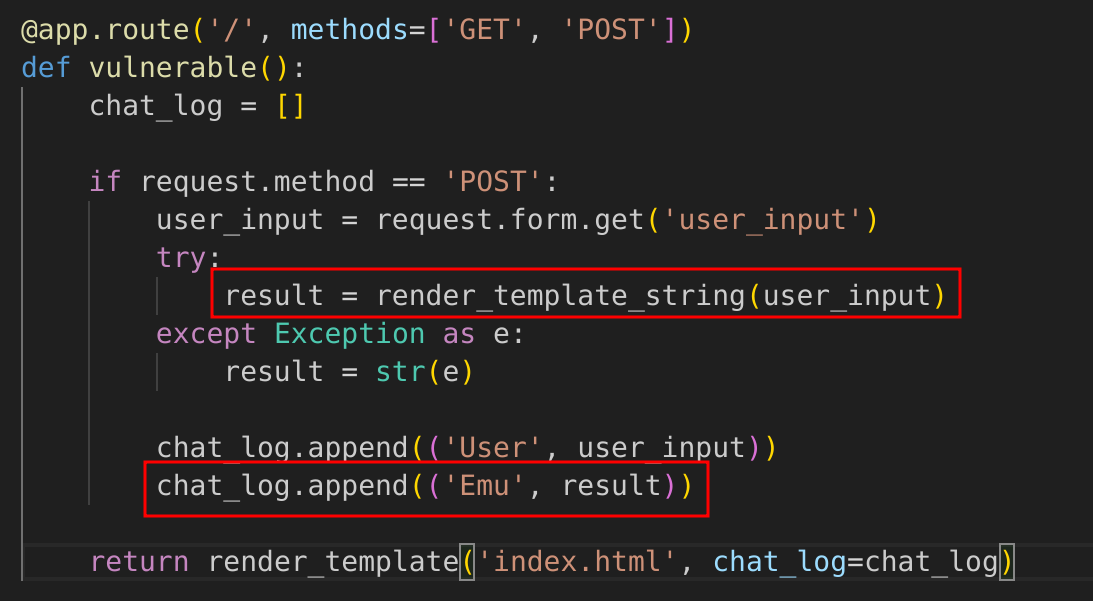 @app.route('/', methods=['GET', 'POST'])
def vulnerable():
    chat_log = []
    if request.method == 'POST':
        user_input = request.form.get('user_input')
        try:
            result = render_template_string(user_input)
        except Exception as e:
            result = str(e)
        chat_log.append(('User', user_input))
        chat_log.append(('Emu', result))
    return render_template('index.html', chat_log=chat_log)